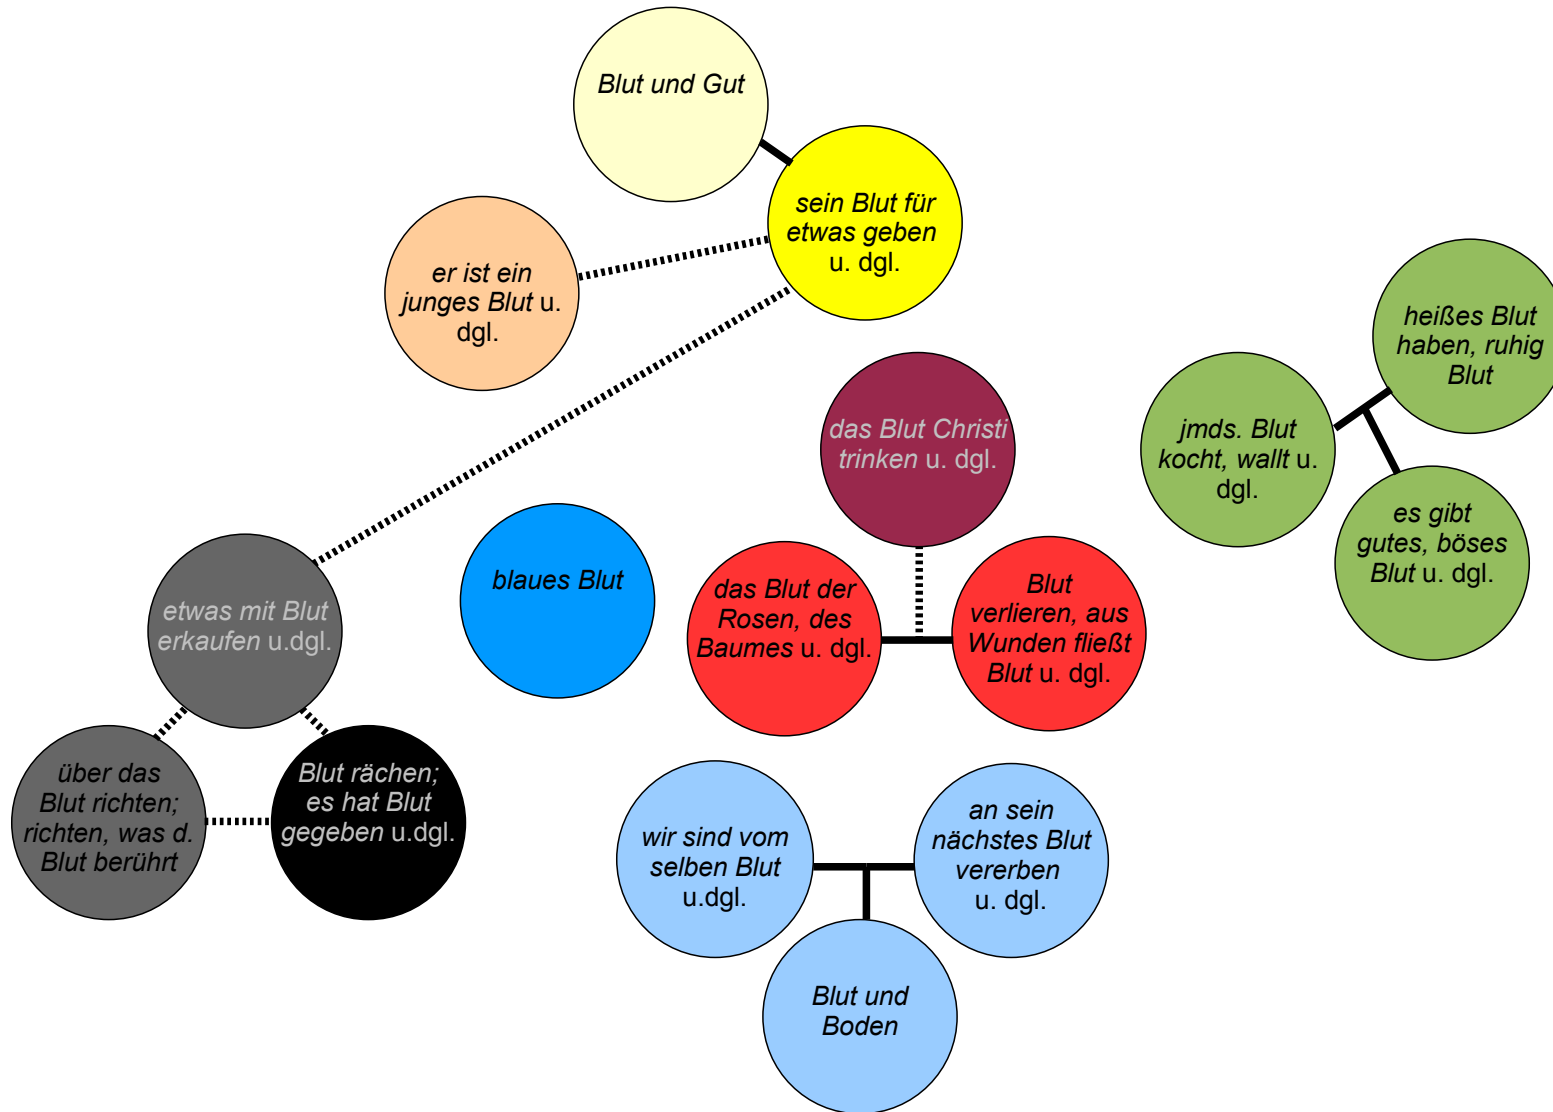 Blut und Gut
sein Blut für
etwas geben
u. dgl.
er ist ein
junges Blut u.
dgl.
heißes Blut
haben, ruhig
Blut
das Blut Christi
trinken u. dgl.
jmds. Blut
kocht, wallt u.
dgl.
es gibt
gutes, böses
Blut u. dgl.
etwas mit Blut
erkaufen u.dgl.
blaues Blut
das Blut der
Rosen, des
Baumes u. dgl.
Blut
verlieren, aus
Wunden fließt
Blut u. dgl.
über das
Blut richten;
richten, was d.
Blut berührt
Blut rächen;
es hat Blut
gegeben u.dgl.
wir sind vom
selben Blut
u.dgl.
an sein
nächstes Blut
vererben
u. dgl.
Blut und
Boden